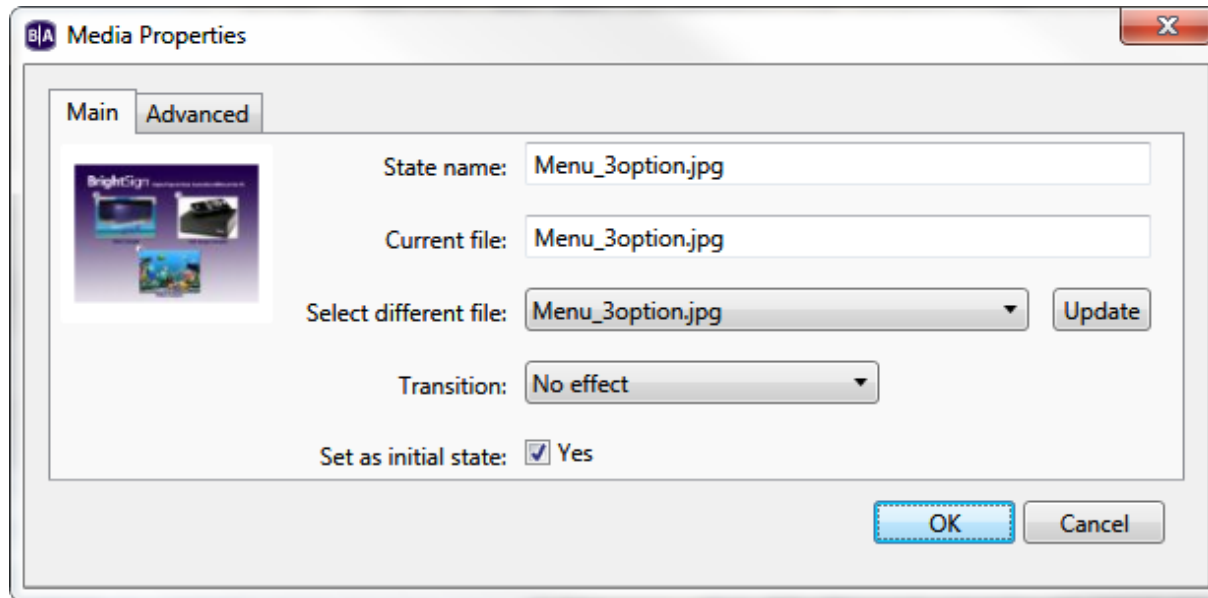 B|A Media Properties
X
Main Advanced
BrightSign
State name: Menu_3option.jpg
Current file: Menu_3option.jpg
Select different file: Menu_3option.jpg Update
Transition: No effect
Set as initial state: Yes
OK Cancel